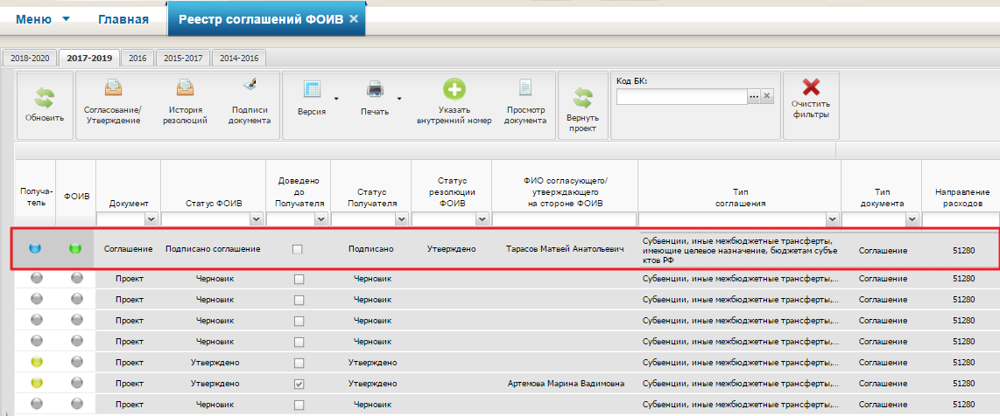 Меню Главная Реестр соглашений ФОИВ
2018-2020 2017-2019 2016 2015-2017 2014-2016
Код БК:
Обновить
Согласование/
Утверждение
История
резолюций
Подписи
документа
Версия
Печать
Указать
внутренний номер
Просмотр
документа
Вернуть
проект
Очистить
фильтры
Получа-
тель
ФОИВ
Документ
Статус ФОИВ
Доведено
до
Получателя
Статус
Получателя
Статус
резолюции
ФОИВ
ФИО согласующего/
утверждающего
на стороне ФОИВ
Тип
соглашения
Тип
документа
Направление
расходов
Соглашение Подписано соглашение Подписано Утверждено Тарасов Матвей Анатольевич
Субвенции, иные межбюджетные трансферты,
имеющие целевое назначение, бюджетам субъе
ктов РФ
Соглашение 51280
Проект Черновик Черновик Субвенции, иные межбюджетные трансферты,... Соглашение 51280
Проект Черновик Черновик Субвенции, иные межбюджетные трансферты,... Соглашение 51280
Проект Черновик Черновик Субвенции, иные межбюджетные трансферты,... Соглашение 51280
Проект Черновик Черновик Субвенции, иные межбюджетные трансферты,... Соглашение 51280
Проект Утверждено Утверждено Субвенции, иные межбюджетные трансферты,... Соглашение 51280
Проект Утверждено Утверждено Артемова Марина Вадимовна Субвенции, иные межбюджетные трансферты,... Соглашение 51280
Проект Черновик Черновик Субвенции, иные межбюджетные трансферты,... Соглашение 51280